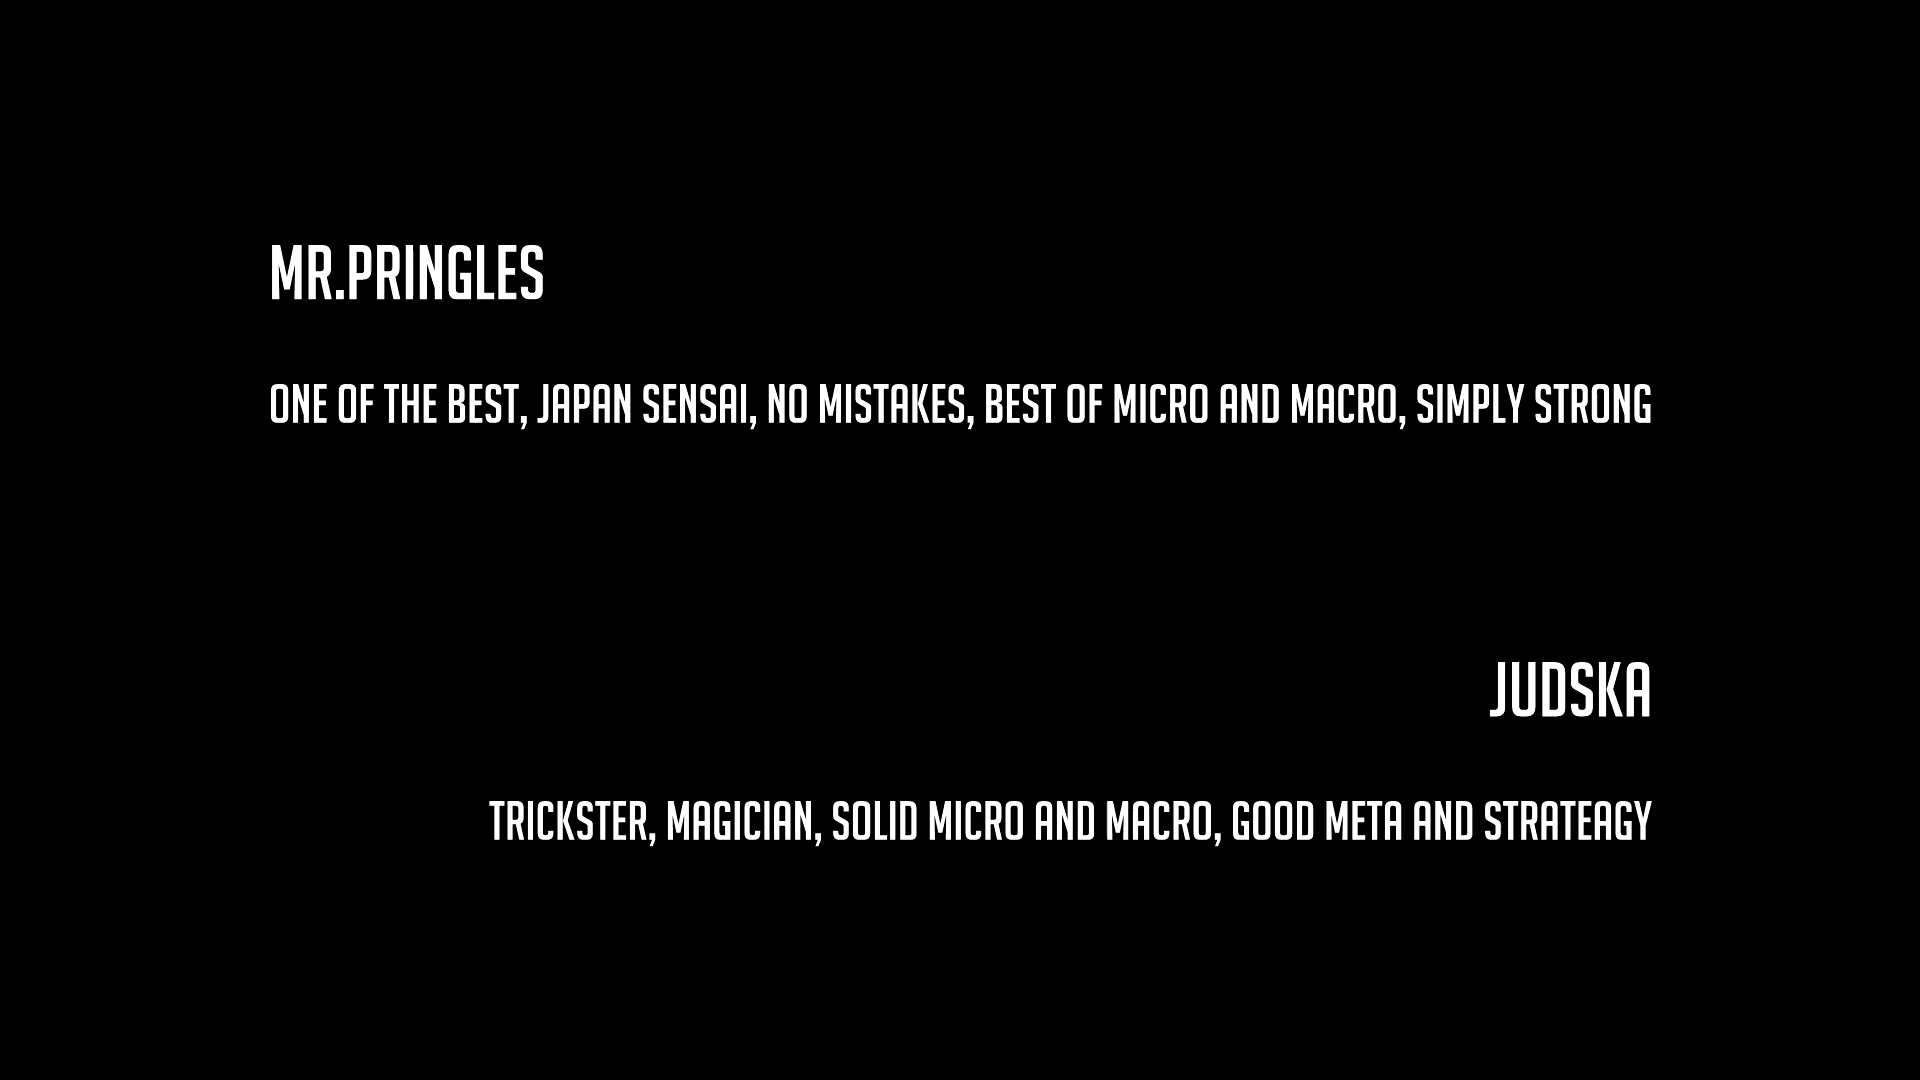 MR.PRINGLES
ONE OF THE BEST, JAPAN SENSAI, NO MISTAKES, BEST OF MICRO AND MACRO, SIMPLY STRONG
JUDSKA
TRICKSTER, MAGICIAN, SOLID MICRO AND MACRO, GOOD META AND STRATEAGY